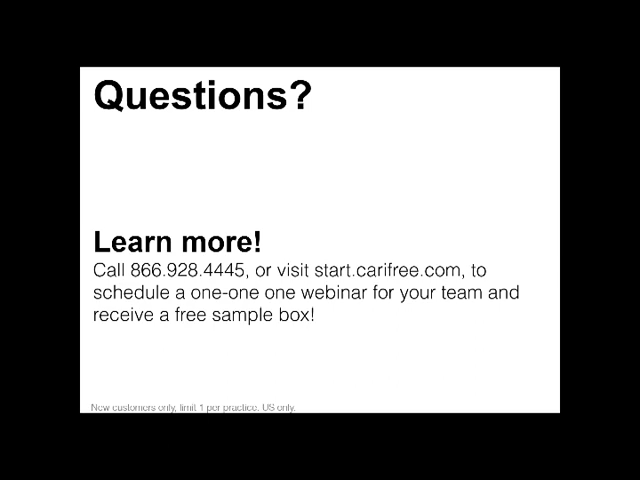 Questions?
Learn more!
Call 866.928.4445, or visit start.carifree.com, to
schedule a one-one one webinar for your team and
receive a free sample box!
New customers only, limit 1 per practice. US only.